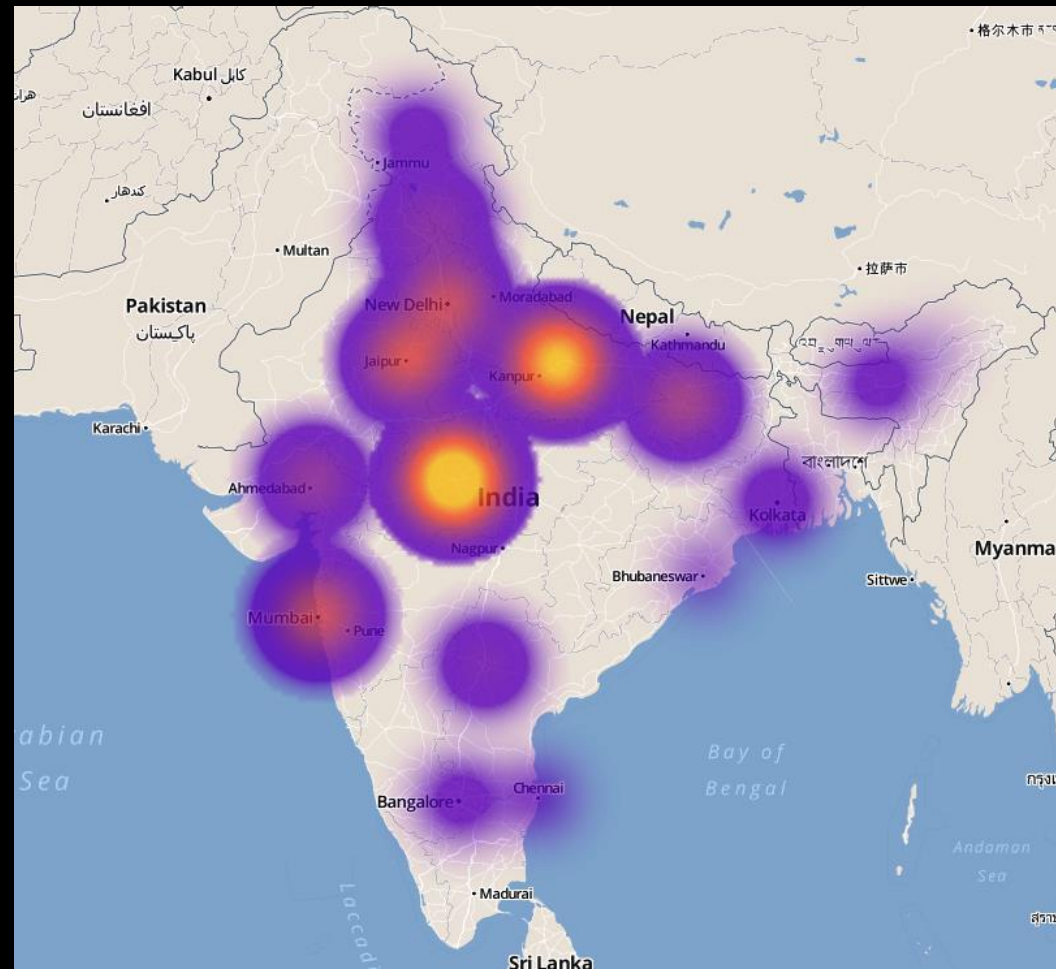 格尔木市
Kabul کابل
افغانستان
کندهار
Jammu
Multan
拉萨市
Pakistan
پاکستان
New Delhi
Moradabad
Nepal
Kathmandu
Jaipur
Kanpur
Karachi
বাংলাদেশ
Ahmedabad
India
Kolkata
Nagpur
Myanma
Bhubaneswar
Sittwe
Mumbai
Pune
abian
Sea
Bay of
Bengal
Chennai
Bangalore
Andaman
Sea
Madurai
Laccadi
Sri Lanka